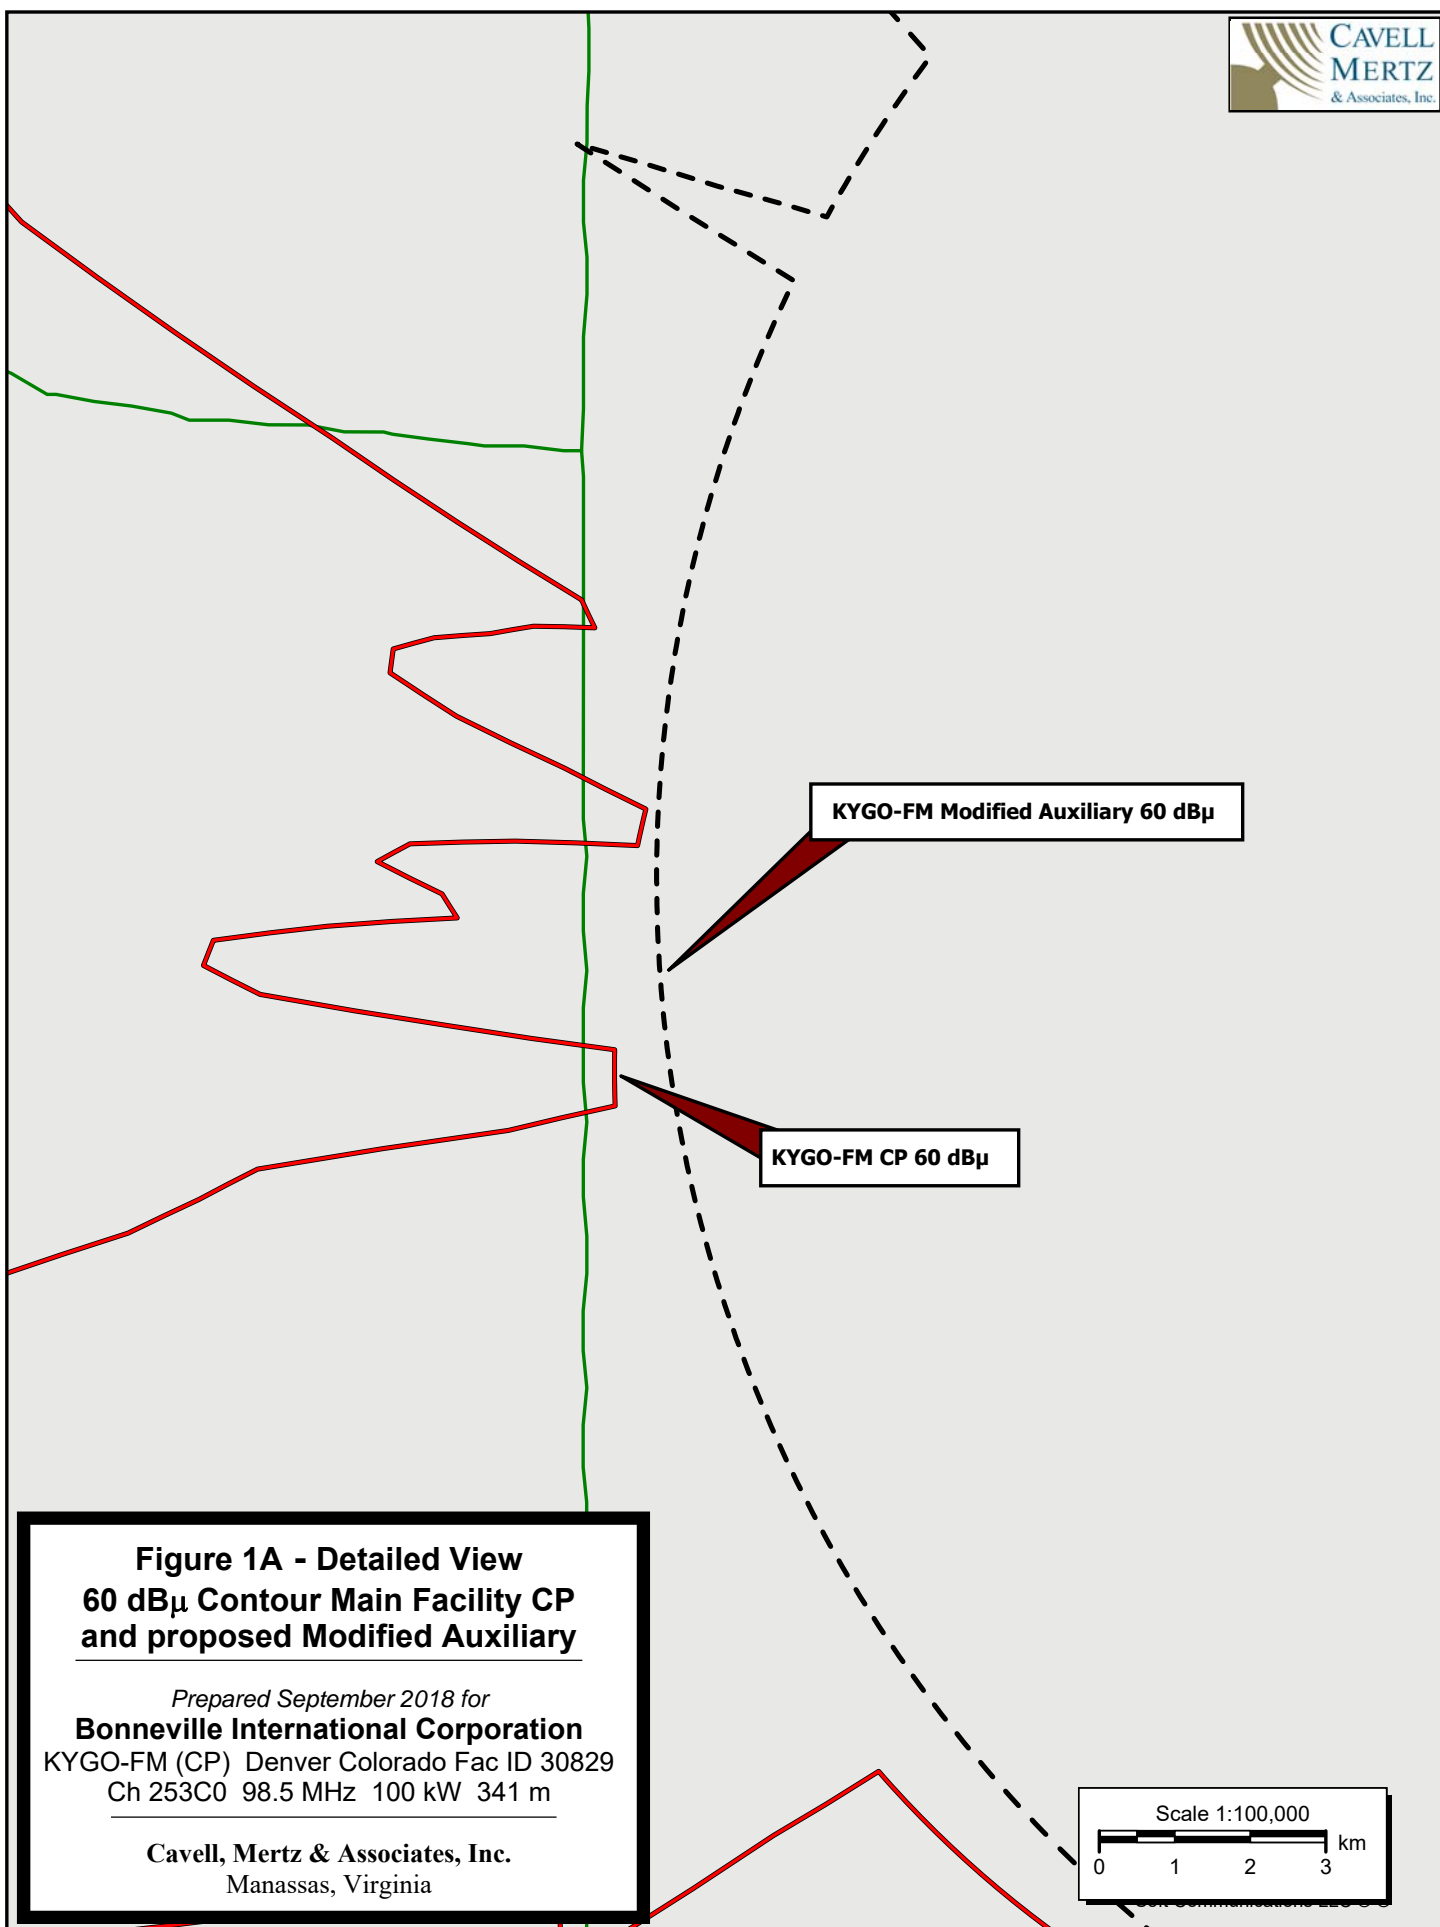 CAVELL
MERTZ
& Associates, Inc.
KYGO-FM Modified Auxiliary 60 dBµ
KYGO-FM CP 60 dBµ
Figure 1A - Detailed View
60 dBµ Contour Main Facility CP
and proposed Modified Auxiliary
Prepared September 2018 for
Bonneville International Corporation
KYGO-FM (CP) Denver Colorado Fac ID 30829
Ch 253C0 98.5 MHz 100 kW 341 m
Cavell, Mertz & Associates, Inc.
Manassas, Virginia
Scale 1:100,000
km
0 1 2 3